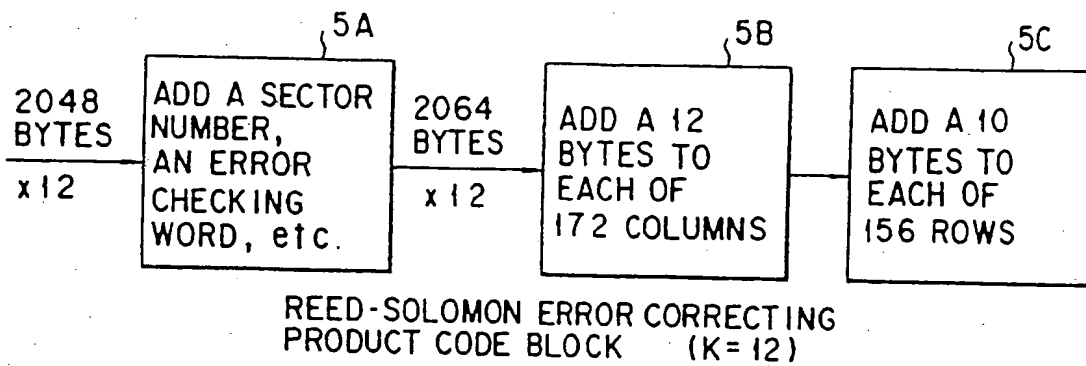 5A
5B
5C
2048
BYTES
x 12
ADD A SECTOR
NUMBER,
AN ERROR
CHECKING
WORD, etc.
2064
BYTES
x 12
ADD A 12
BYTES TO
EACH OF
172 COLUMNS
ADD A 10
BYTES TO
EACH OF
156 ROWS
REED-SOLOMON ERROR CORRECTING
PRODUCT CODE BLOCK (K=12)